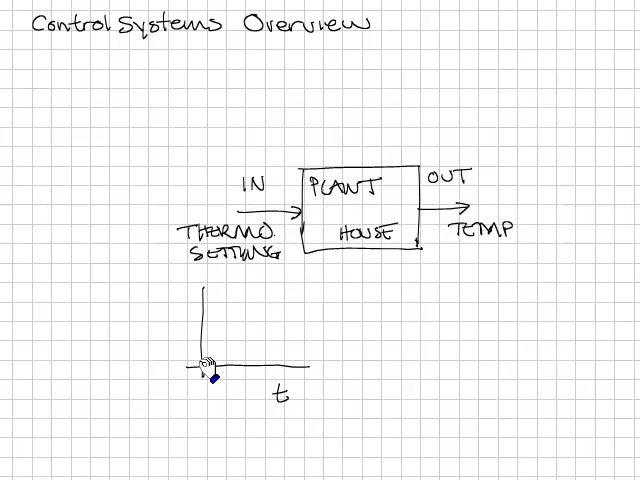 Control Systems Overview
IN
PLANT
OUT
THERMO.
SETTING
HOUSE
TEMP
t